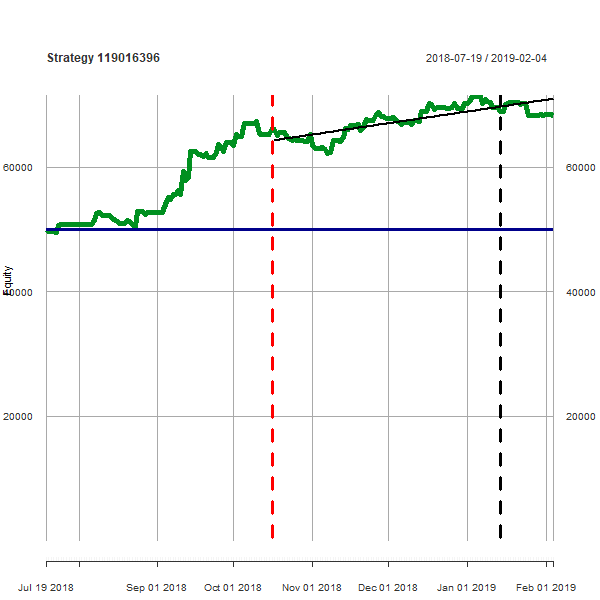 Strategy 119016396
2018-07-19 / 2019-02-04
60000 60000
Equity
40000 40000
20000 20000
Jul 19 2018 Sep 01 2018 Oct 01 2018 Nov 01 2018 Dec 01 2018 Jan 01 2019 Feb 01 2019